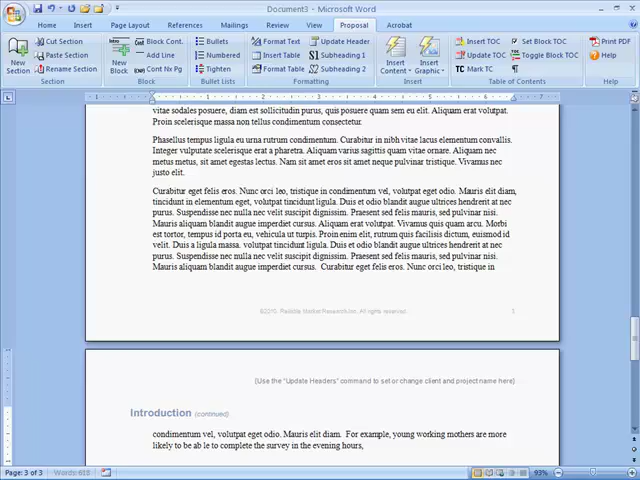 Document3 - Microsoft Word
Home Insert Page Layout References Mailings Review View Proposal Acrobat
New Section
Cut Section
Paste Section
Rename Section
New Block
Block Cont.
Add Line
Cont Nx Pg
Bullets
Numbered
Tighten
Bullet Lists
Format Text
Insert Table
Format Table
Update Header
Subheading 1
Subheading 2
Formatting
Insert Content
Insert Graphic
Insert
Insert TOC
Update TOC
Mark TC
Set Block TOC
Toggle Block TOC
Table of Contents
Print PDF
Help
Help
vitae sodales posuere, diam est sollicitudin purus, quis posuere quam sem eu elit. Aliquam erat volutpat.
Proin scelerisque massa non tellus condimentum consectetur.
Phasellus tempus ligula eu urna rutrum condimentum. Curabitur in nibh vitae lacus elementum convallis.
Integer vulputate scelerisque erat a pharetra. Aliquam varius sagittis quam vitae ornare. Aliquam nec
metus metus, sit amet egestas lectus. Nam sit amet eros sit amet neque pulvinar tristique. Vivamus nec
justo elit.
Curabitur eget felis eros. Nunc orci leo, tristique in condimentum vel, volutpat eget odio. Mauris elit diam,
tincidunt in elementum eget, volutpat tincidunt ligula. Duis et odio blandit augue ultrices hendrerit at nec
purus. Suspendisse nec nulla nec velit suscipit dignissim. Praesent sed felis mauris, sed pulvinar nisi.
Mauris aliquam blandit augue imperdiet cursus. Aliquam erat volutpat. Vivamus quis quam arcu. Morbi
est tortor, tempus id porta eu, vehicula ut turpis. Proin enim elit, rutrum quis facilisis dictum, euismod id
velit. Duis a ligula massa. volutpat tincidunt ligula. Duis et odio blandit augue ultrices hendrerit at nec
purus. Suspendisse nec nulla nec velit suscipit dignissim. Praesent sed felis mauris, sed pulvinar nisi.
Mauris aliquam blandit augue imperdiet cursus. Curabitur eget felis eros. Nunc orci leo, tristique in
Market Research Inc. All rights reserved.
(Use the "Update Headers" command to set or change client and project name here)
Introduction (continued)
condimentum vel, volutpat eget odio. Mauris elit diam. For example, young working mothers are more
likely to be ab le to complete the survey in the evening hours,
Page: 3 of 3 Words: 618 93%